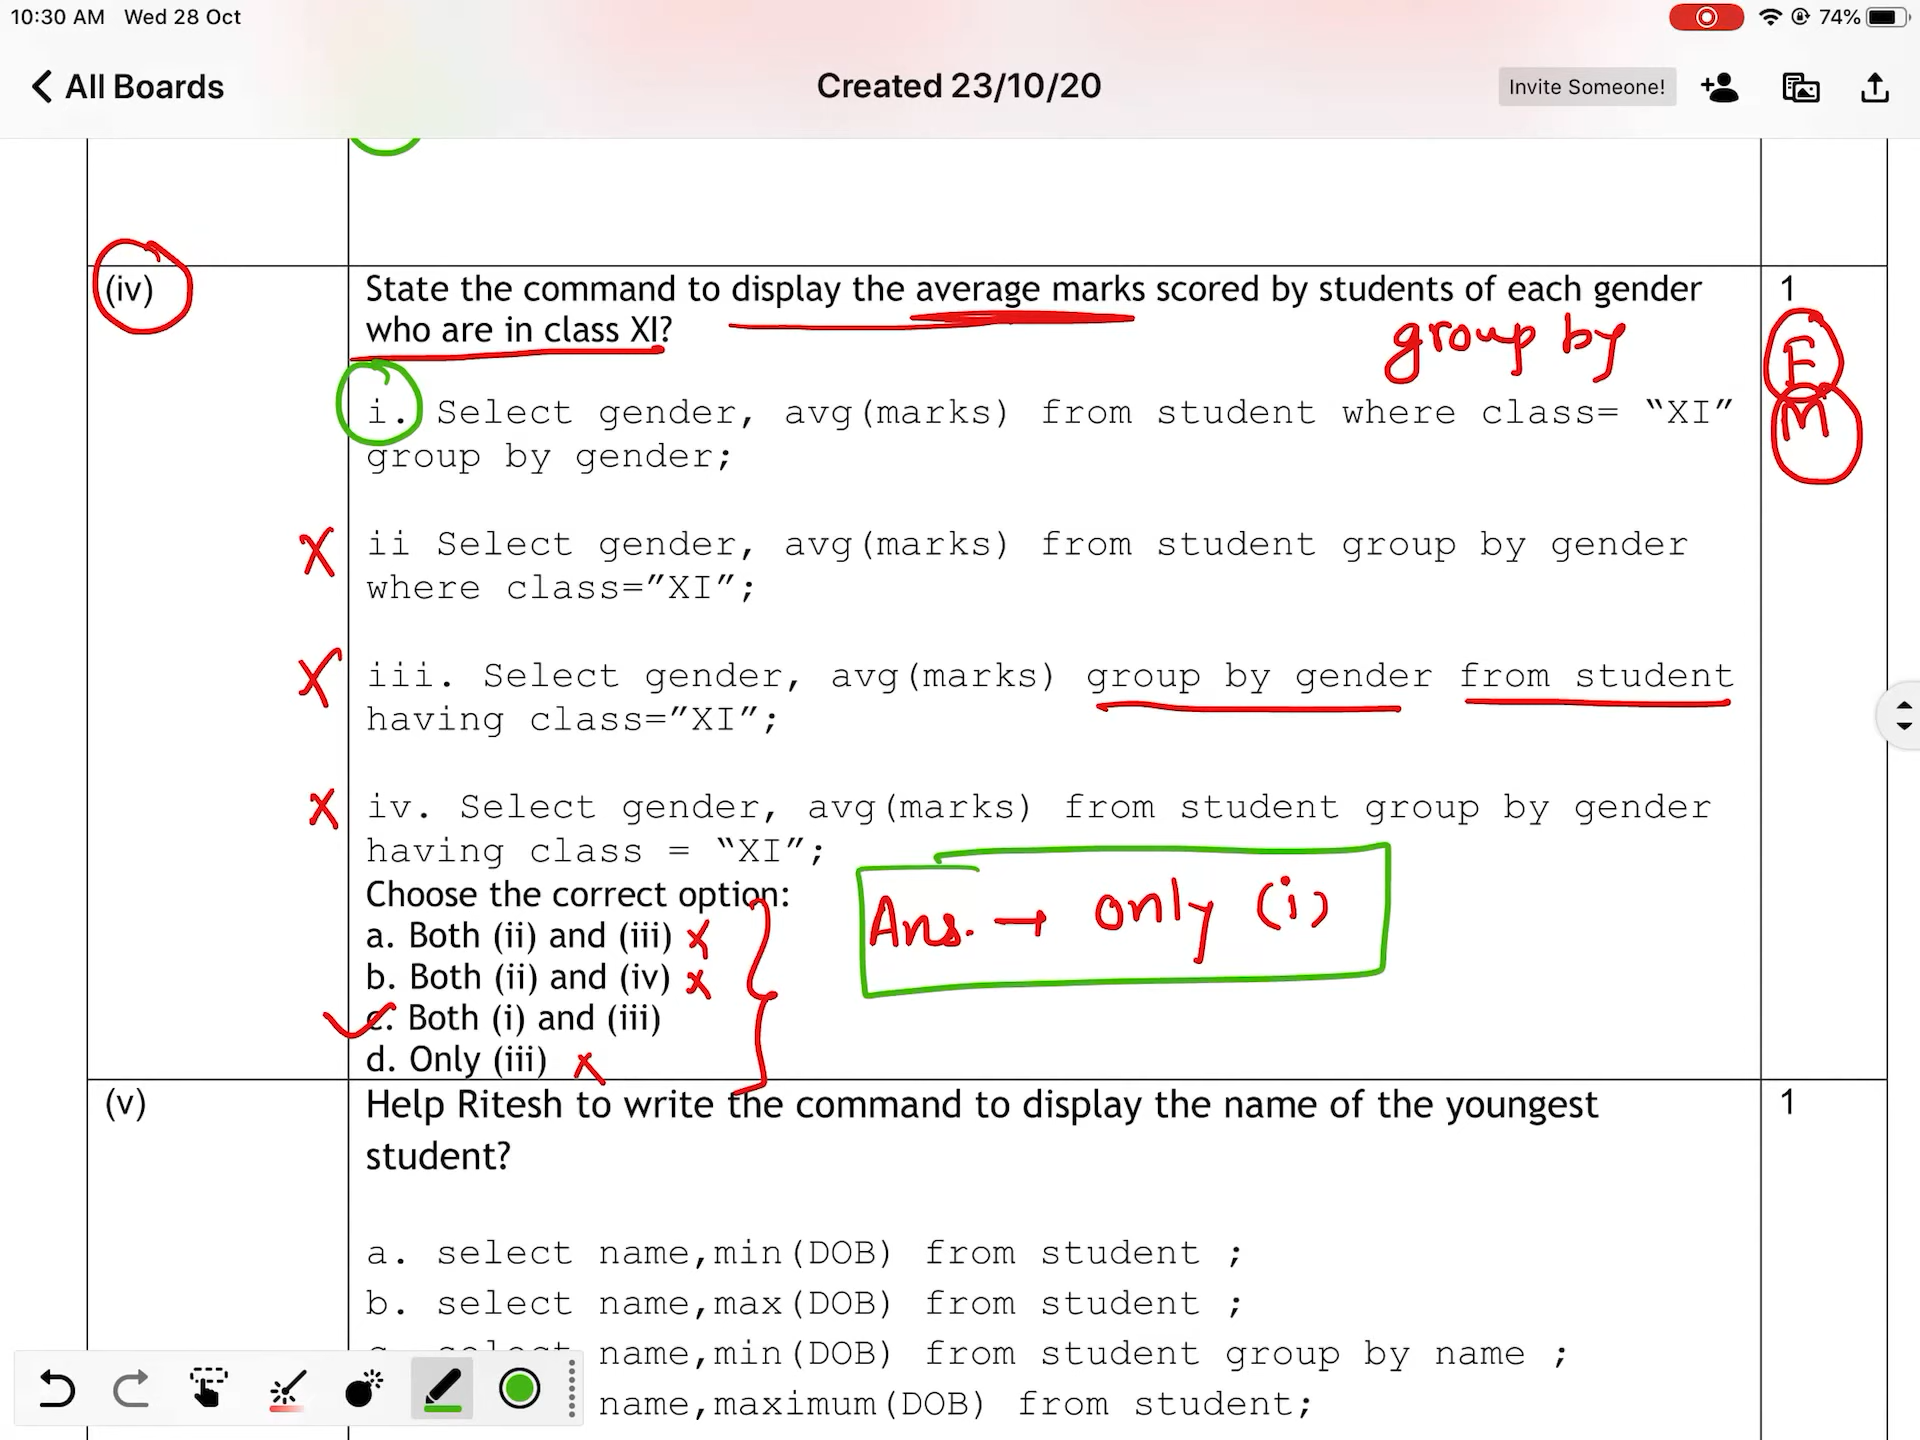 10:30 AM Wed 28 Oct
74%
All Boards
Created 23/10/20
Invite Someone!
(iv)
State the command to display the average marks scored by students of each gender
1
who are in class XI?
group by
F
M
i. Select gender, avg(marks) from student where class= “XI”
group by gender;
X
ii Select gender, avg(marks) from student group by gender
where class=”XI”;
X
iii. Select gender, avg(marks) group by gender from student
having class=”XI”;
X
iv. Select gender, avg(marks) from student group by gender
having class = “XI”;
Choose the correct option:
Ans. → only (i)
a. Both (ii) and (iii) x
b. Both (ii) and (iv) x
c. Both (i) and (iii)
d. Only (iii) x
(v)
Help Ritesh to write the command to display the name of the youngest
1
student?
a. select name,min(DOB) from student ;
b. select name,max(DOB) from student ;
name,min(DOB) from student group by name ;
name,maximum(DOB) from student;